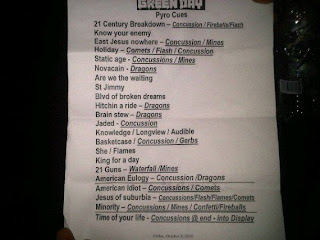 GREEN DAY
Pyro Cues
21 Century Breakdown – Concussion / Fireballs/Flash
Know your enemy
East Jesus nowhere – Concussion / Mines
Holiday – Comets / Flash / Concussion
Static age - Concussions / Mines
Novacain - Dragons
Are we the waiting
St Jimmy
Blvd of broken dreams
Hitchin a ride – Dragons
Brain stew – Dragons
Jaded - Concussion
Knowledge / Longview / Audible
Basketcase / Concussion / Gerbs
She / Flames
King for a day
21 Guns – Waterfall /Mines
American Eulogy – Concussion /Dragons
American Idiot – Concussions / Comets
Jesus of suburbia – Concussions/Flash/Flames/Comets
Minority – Concussions / Mines / Confetti/Fireballs
Time of your life - Concussions @ end - into Display